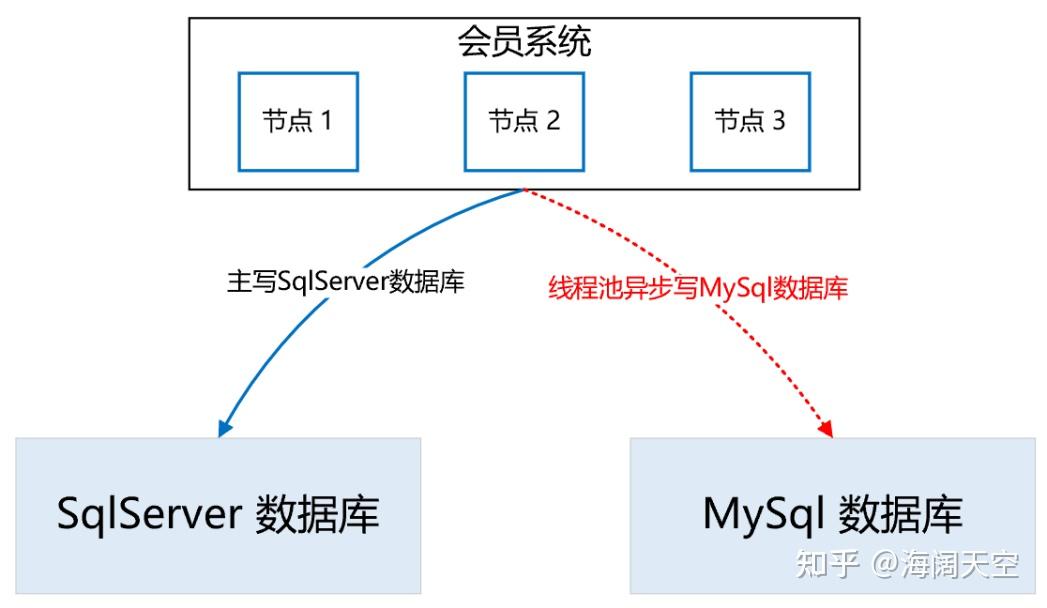 会员系统
节点 1
节点 2
节点 3
主写SqlServer数据库
线程池异步写MySql数据库
SqlServer 数据库
MySql 数据库
知乎 @海阔天空